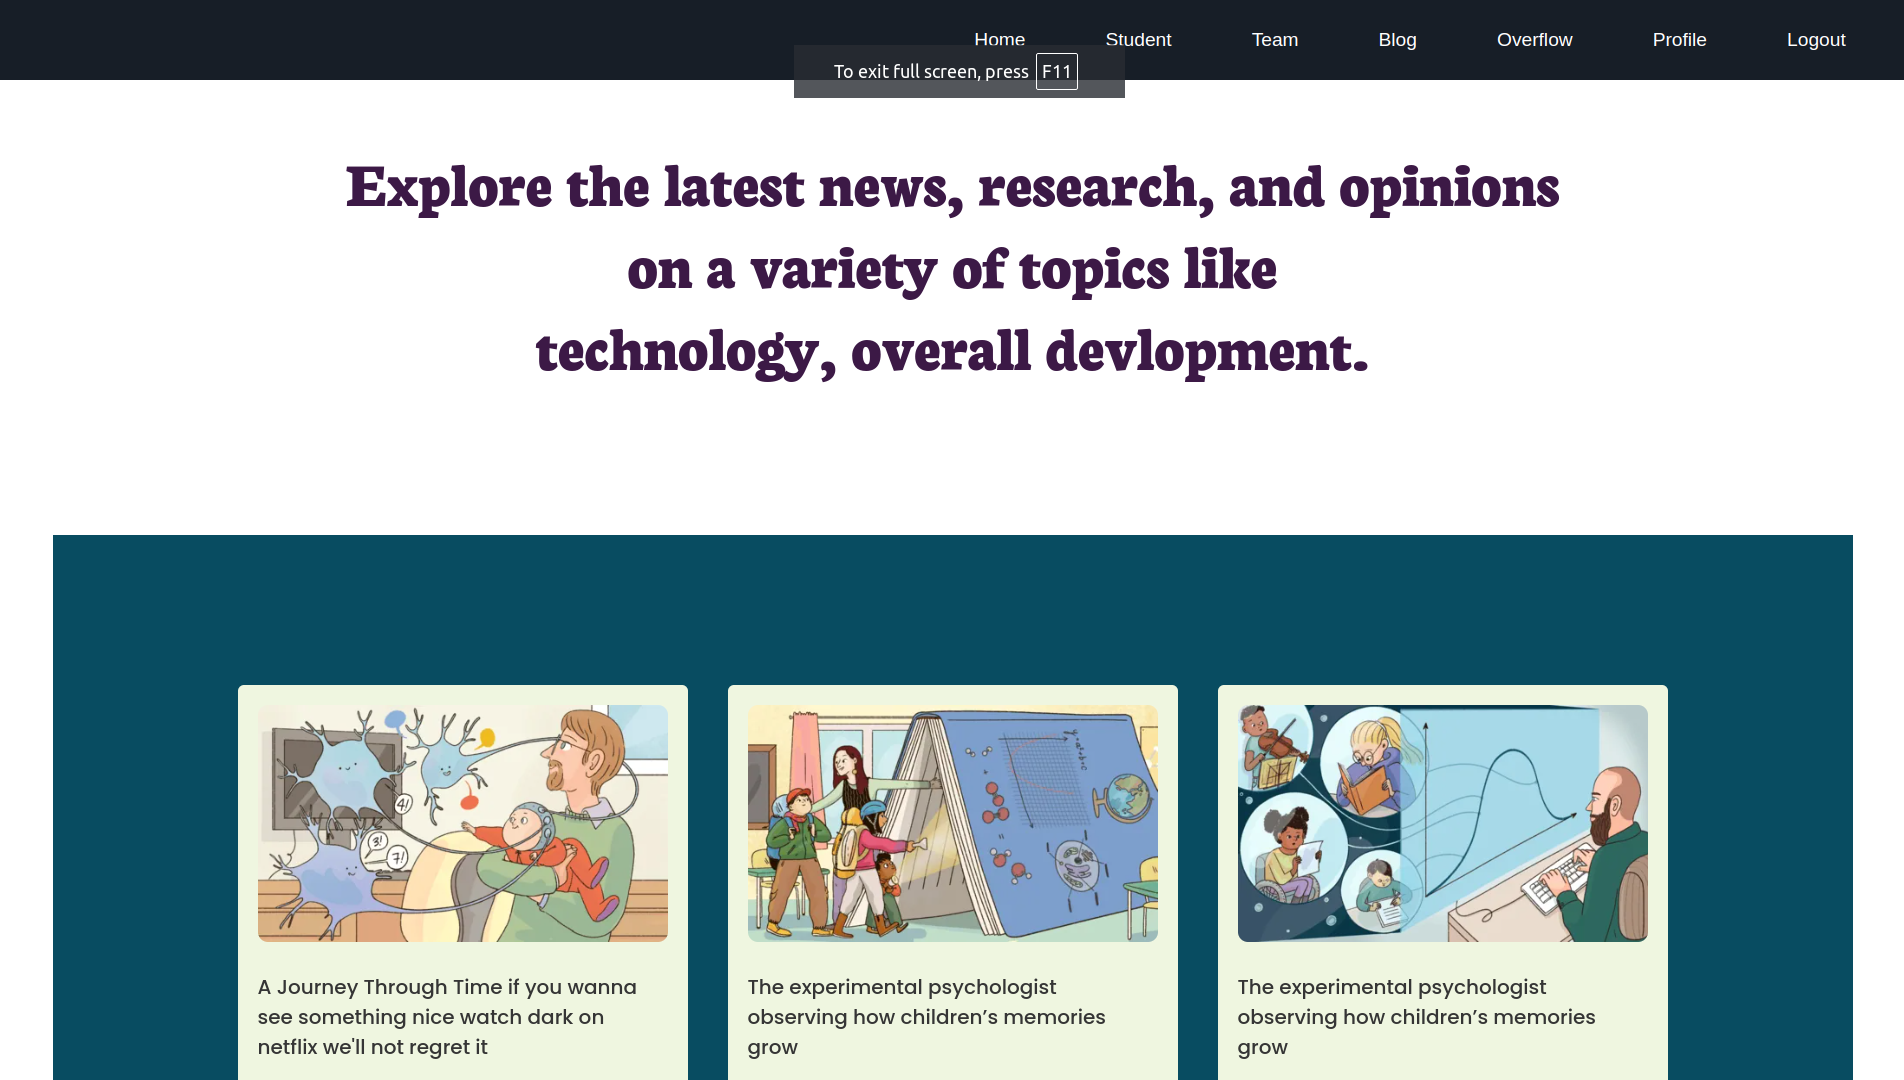 Home Student Team Blog Overflow Profile Logout
To exit full screen, press F11
Explore the latest news, research, and opinions
on a variety of topics like
technology, overall devlopment.
4!
3!
7!
A Journey Through Time if you wanna
see something nice watch dark on
netflix we'll not regret it
The experimental psychologist
observing how children’s memories
grow
The experimental psychologist
observing how children’s memories
grow